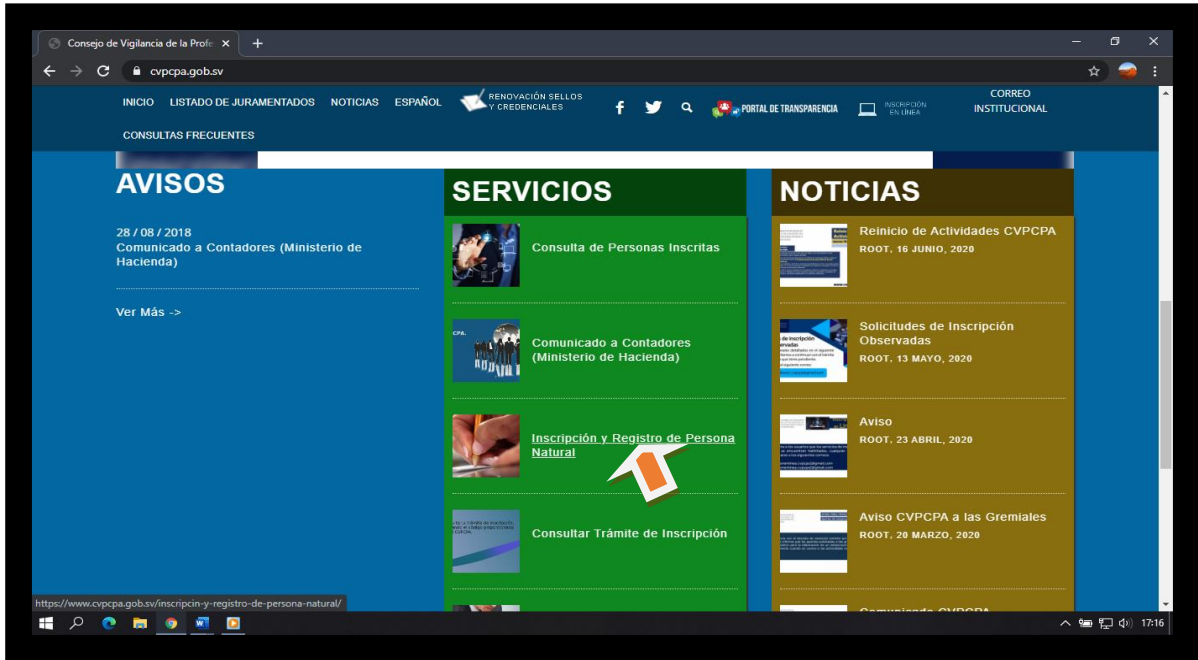 Consejo de Vigilancia de la Profe
cvpcpa.gob.sv
INICIO LISTADO DE JURAMENTADOS NOTICIAS ESPAÑOL RENOVACIÓN SELLOS
Y CREDENCIALES
PORTAL DE TRANSPARENCIA
INSCRIPCIÓN
EN LÍNEA
CORREO
INSTITUCIONAL
CONSULTAS FRECUENTES
AVISOS
28 / 08 / 2018
Comunicado a Contadores (Ministerio de
Hacienda)
Ver Más ->
SERVICIOS
Consulta de Personas Inscritas
Comunicado a Contadores
(Ministerio de Hacienda)
Inscripción y Registro de Persona
Natural
Consultar Trámite de Inscripción
NOTICIAS
Reinicio de Actividades CVPCPA
ROOT, 16 JUNIO, 2020
Solicitudes de Inscripción
Observadas
ROOT, 13 MAYO, 2020
Aviso
ROOT, 23 ABRIL, 2020
Aviso CVPCPA a las Gremiales
ROOT, 20 MARZO, 2020
https://www.cvpcpa.gob.sv/inscripcin-y-registro-de-persona-natural/
17:16